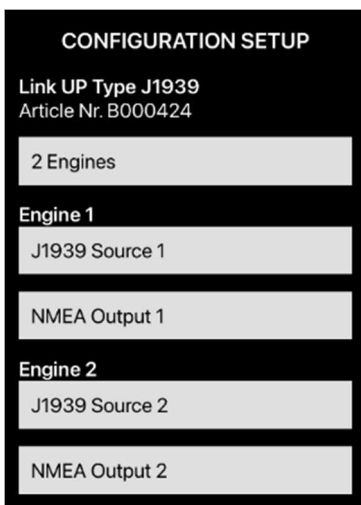 CONFIGURATION SETUP
Link UP Type J1939
Article Nr. B000424
2 Engines
Engine 1
J1939 Source 1
NMEA Output 1
Engine 2
J1939 Source 2
NMEA Output 2